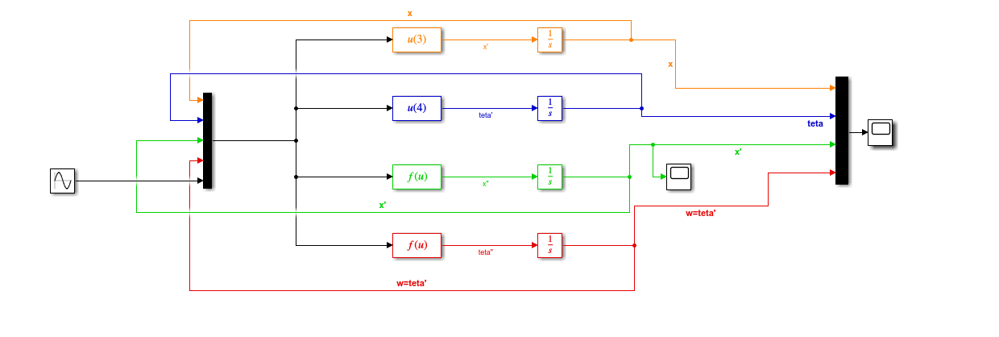 x
u(3)
x'
1
s
x
u(4)
teta'
1
s
teta
f(u)
x''
1
s
x'
x'
w=teta'
f(u)
teta''
1
s
w=teta'